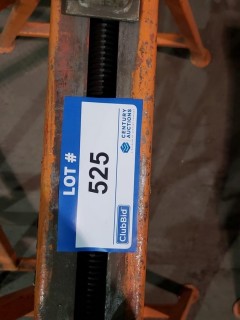 LOT #
525
CENTURY
AUCTIONS
ClubBid